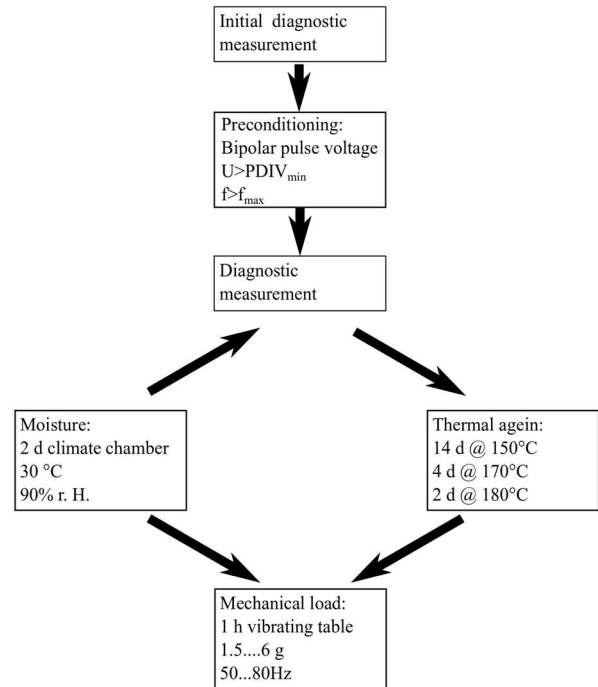 Initial diagnostic
measurement
Preconditioning:
Bipolar pulse voltage
U>PDIVmin
f>fmax
Diagnostic
measurement
Moisture:
2 d climate chamber
30 °C
90% r. H.
Thermal agein:
14 d @ 150°C
4 d @ 170°C
2 d @ 180°C
Mechanical load:
1 h vibrating table
1.5....6 g
50...80Hz